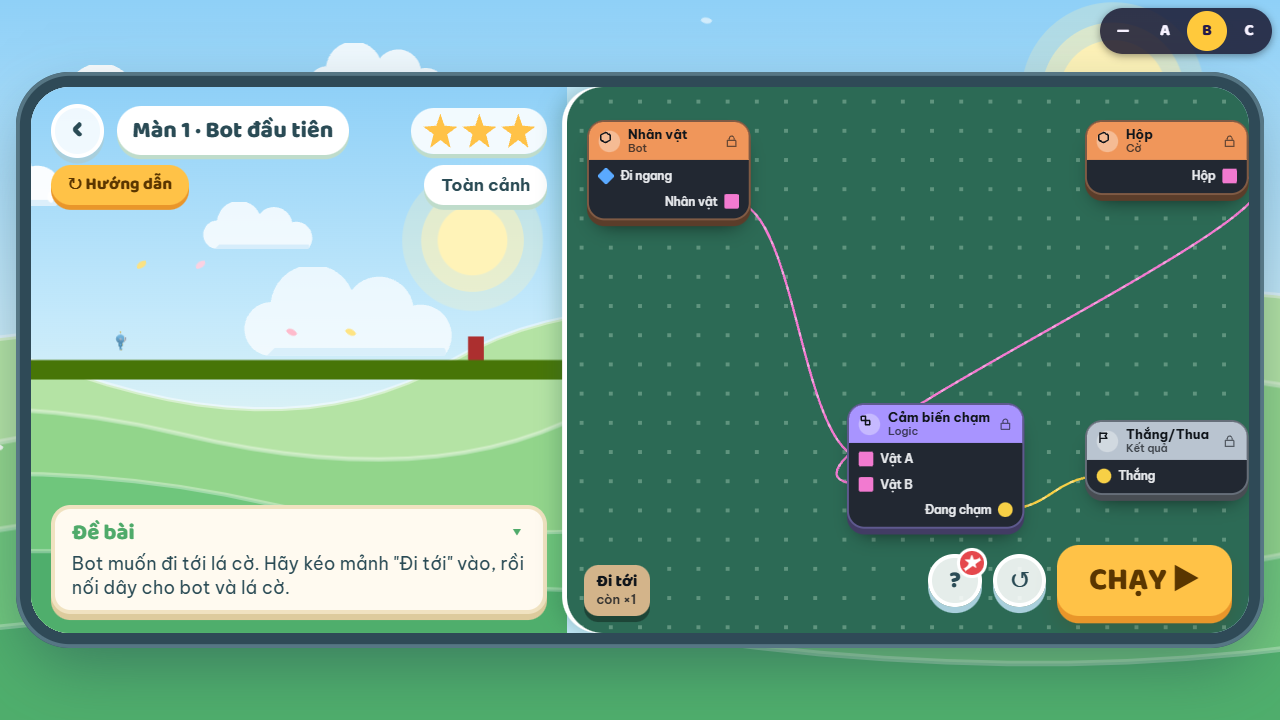 A
B
C
Màn 1 • Bot đầu tiên
↻ Hướng dẫn
Toàn cảnh
Đề bài
Bot muốn đi tới lá cờ. Hãy kéo mảnh "Đi tới" vào, rồi
nối dây cho bot và lá cờ.
Nhân vật
Bot
Đi ngang
Nhân vật
Hộp
Cờ
Hộp
Cảm biến chạm
Logic
Vật A
Vật B
Đang chạm
Thắng/Thua
Kết quả
Thắng
Đi tới
còn ×1
?
CHẠY